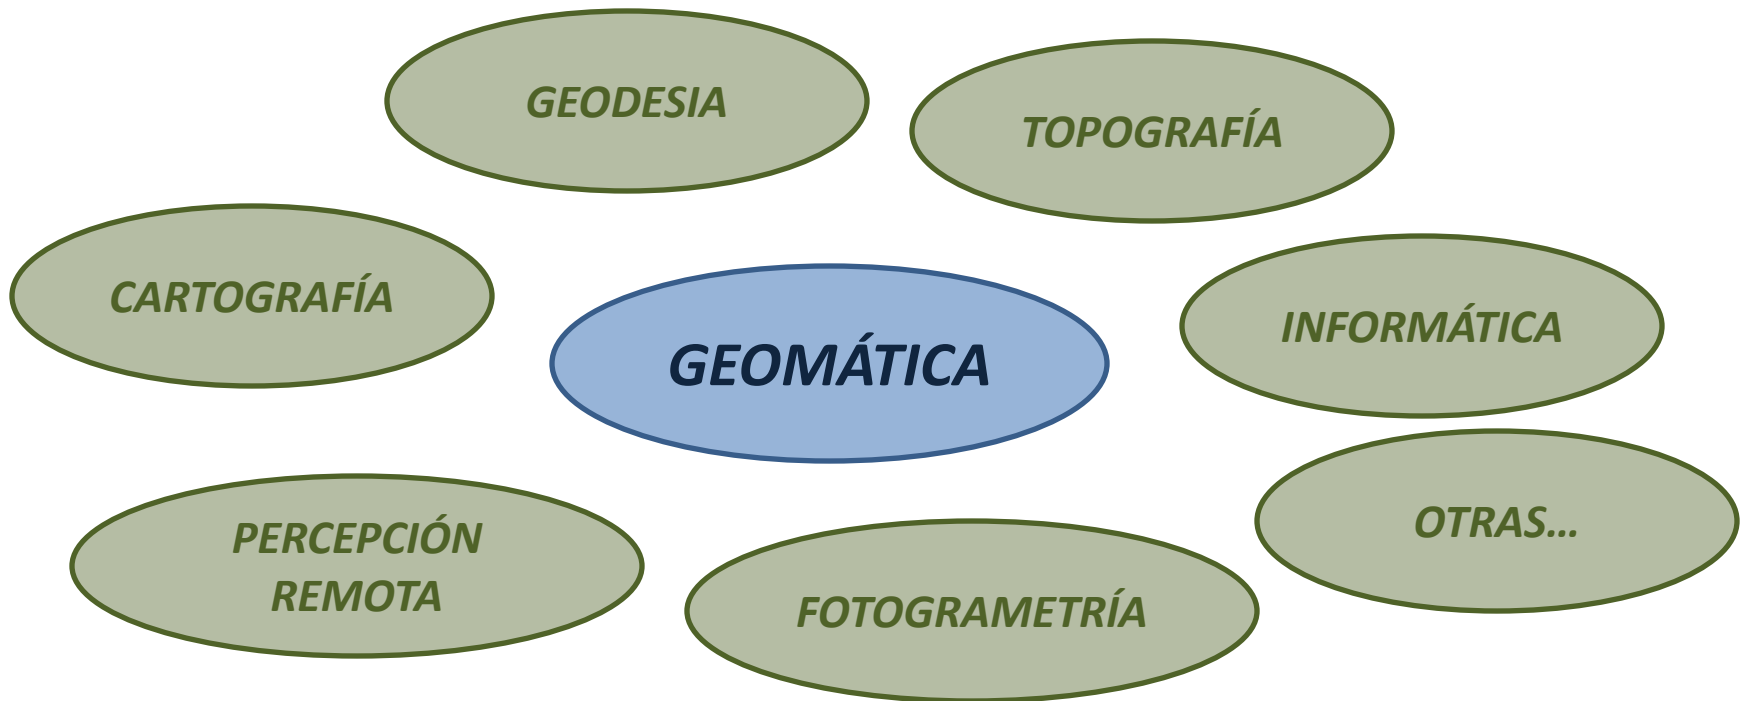 GEODESIA
TOPOGRAFÍA
CARTOGRAFÍA
INFORMÁTICA
GEOMÁTICA
OTRAS...
PERCEPCIÓN
REMOTA
FOTOGRAMETRÍA